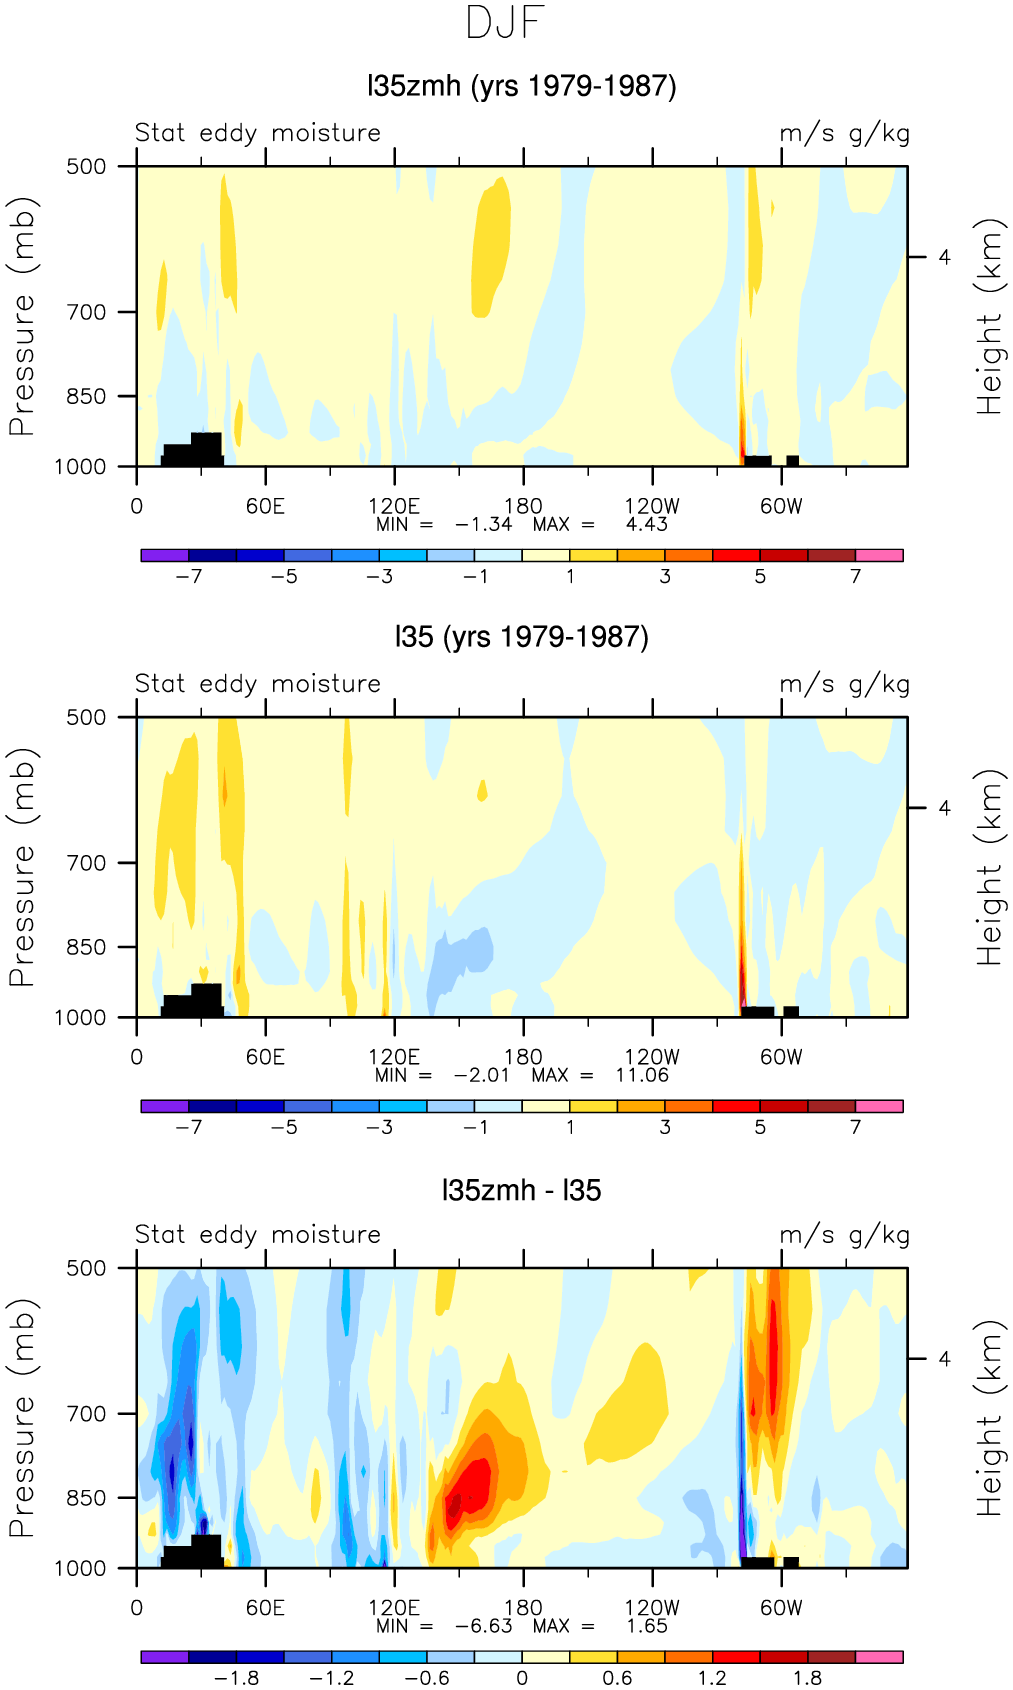 DJF
l35zmh (yrs 1979-1987)
Stat eddy moisture m/s g/kg
500
700
850
1000
Pressure (mb)
4
Height (km)
0 60E 120E 180 120W 60W
MIN = -1.34 MAX = 4.43
-7 -5 -3 -1 1 3 5 7
l35 (yrs 1979-1987)
Stat eddy moisture m/s g/kg
500
700
850
1000
Pressure (mb)
4
Height (km)
0 60E 120E 180 120W 60W
MIN = -2.01 MAX = 11.06
-7 -5 -3 -1 1 3 5 7
l35zmh - l35
Stat eddy moisture m/s g/kg
500
700
850
1000
Pressure (mb)
4
Height (km)
0 60E 120E 180 120W 60W
MIN = -6.63 MAX = 1.65
-1.8 -1.2 -0.6 0 0.6 1.2 1.8